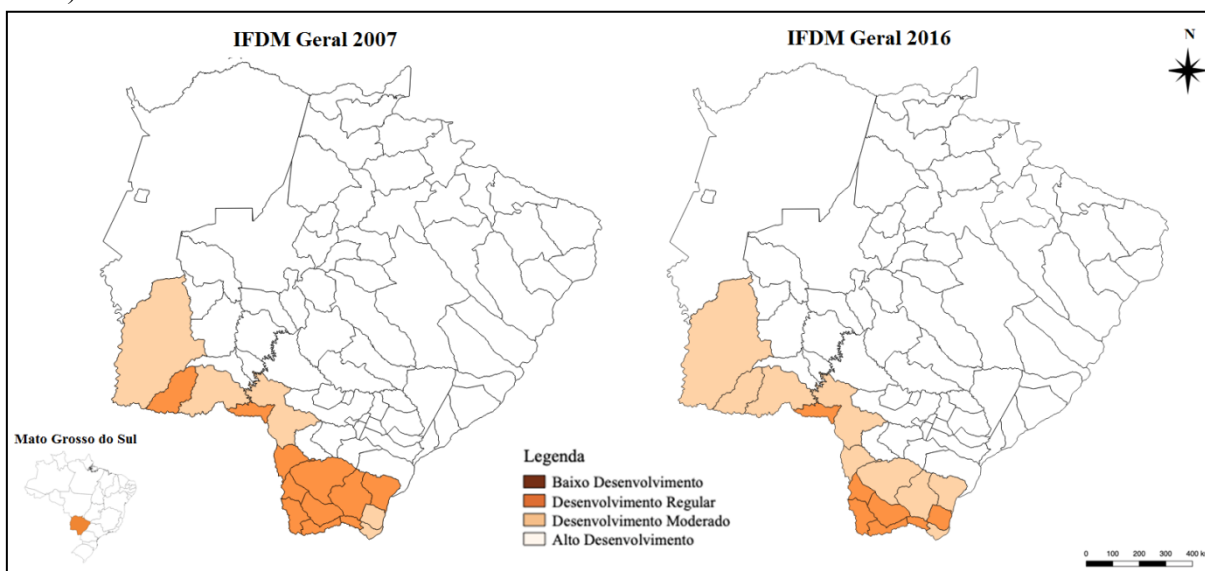 IFDM Geral 2007
IFDM Geral 2016
N
Mato Grosso do Sul
Legenda
Baixo Desenvolvimento
Desenvolvimento Regular
Desenvolvimento Moderado
Alto Desenvolvimento
0 100 200 300 400 km